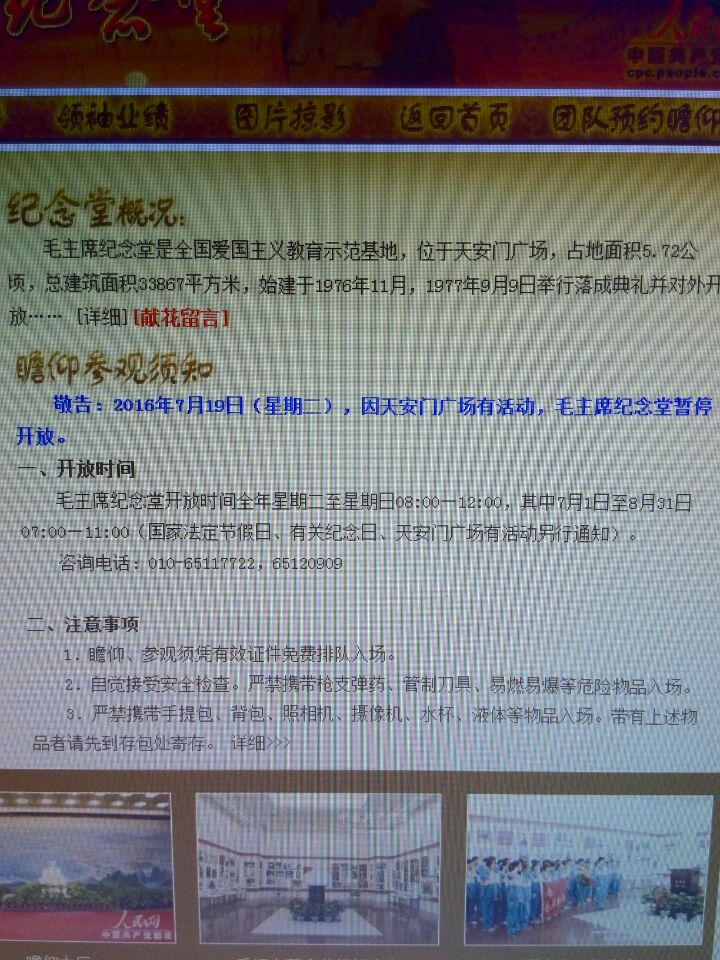 纪念堂
人民网
中国共产党
cpc.people.c
领袖业绩 图片掠影 返回首页 团队预约瞻仰
纪念堂概况:
毛主席纪念堂是全国爱国主义教育示范基地，位于天安门广场，占地面积5.72公
顷，总建筑面积33867平方米，始建于1976年11月，1977年9月9日举行落成典礼并对外开
放…… [详细] [献花留言]
瞻仰参观须知
敬告：2016年7月19日（星期二），因天安门广场有活动，毛主席纪念堂暂停
开放。
一、开放时间
毛主席纪念堂开放时间全年星期二至星期日08:00—12:00，其中7月1日至8月31日
07:00—11:00（国家法定节假日、有关纪念日、天安门广场有活动另行通知）。
咨询电话：010-65117722，65120909
二、注意事项
1．瞻仰、参观须凭有效证件免费排队入场。
2．自觉接受安全检查。严禁携带枪支弹药、管制刀具、易燃易爆等危险物品入场。
3．严禁携带手提包、背包、照相机、摄像机、水杯、液体等物品入场。带有上述物
品者请先到存包处寄存。 详细>>>
人民网
中国共产党新闻